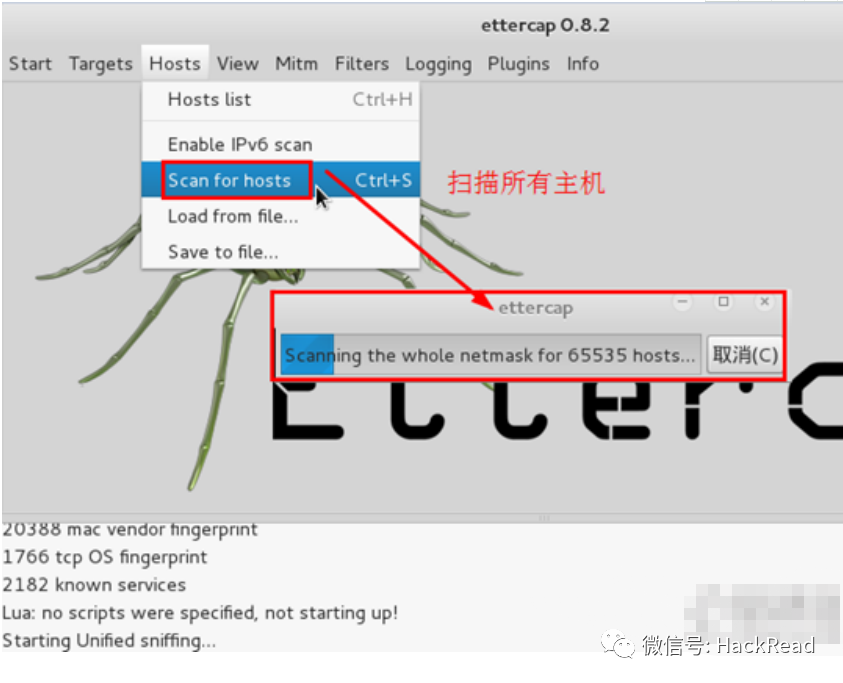 ettercap 0.8.2
Start Targets Hosts View Mitm Filters Logging Plugins Info
Hosts list Ctrl+H
Enable IPv6 scan
Scan for hosts Ctrl+S
扫描所有主机
Load from file...
Save to file...
ettercap
Scanning the whole netmask for 65535 hosts... 取消(C)
Etterc
20388 mac vendor fingerprint
1766 tcp OS fingerprint
2182 known services
Lua: no scripts were specified, not starting up!
Starting Unified sniffing...
微信号: HackRead